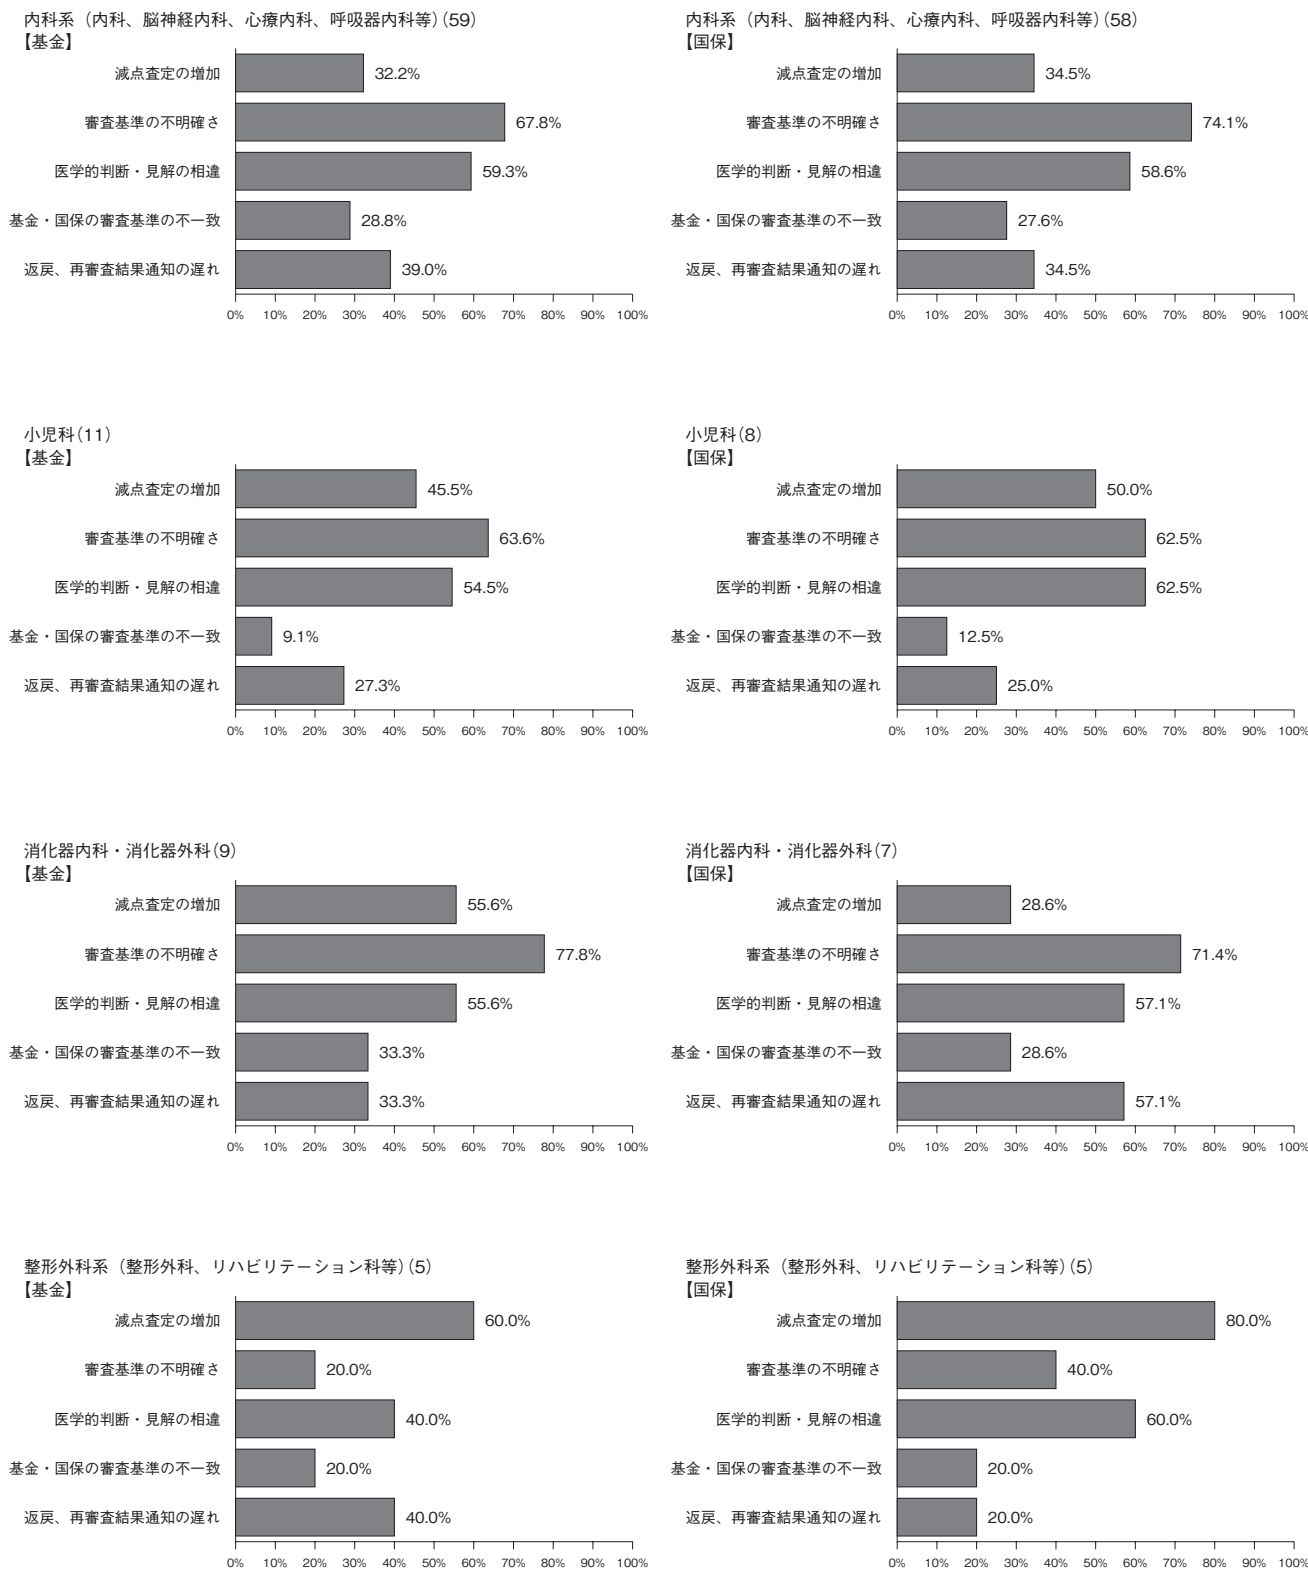 内科系（内科、脳神経内科、心療内科、呼吸器内科等）(59)
【基金】
減点査定の増加 32.2%
審査基準の不明確さ 67.8%
医学的判断・見解の相違 59.3%
基金・国保の審査基準の不一致 28.8%
返戻、再審査結果通知の遅れ 39.0%
0% 10% 20% 30% 40% 50% 60% 70% 80% 90% 100%
内科系（内科、脳神経内科、心療内科、呼吸器内科等）(58)
【国保】
減点査定の増加 34.5%
審査基準の不明確さ 74.1%
医学的判断・見解の相違 58.6%
基金・国保の審査基準の不一致 27.6%
返戻、再審査結果通知の遅れ 34.5%
0% 10% 20% 30% 40% 50% 60% 70% 80% 90% 100%
小児科(11)
【基金】
減点査定の増加 45.5%
審査基準の不明確さ 63.6%
医学的判断・見解の相違 54.5%
基金・国保の審査基準の不一致 9.1%
返戻、再審査結果通知の遅れ 27.3%
0% 10% 20% 30% 40% 50% 60% 70% 80% 90% 100%
小児科(8)
【国保】
減点査定の増加 50.0%
審査基準の不明確さ 62.5%
医学的判断・見解の相違 62.5%
基金・国保の審査基準の不一致 12.5%
返戻、再審査結果通知の遅れ 25.0%
0% 10% 20% 30% 40% 50% 60% 70% 80% 90% 100%
消化器内科・消化器外科(9)
【基金】
減点査定の増加 55.6%
審査基準の不明確さ 77.8%
医学的判断・見解の相違 55.6%
基金・国保の審査基準の不一致 33.3%
返戻、再審査結果通知の遅れ 33.3%
0% 10% 20% 30% 40% 50% 60% 70% 80% 90% 100%
消化器内科・消化器外科(7)
【国保】
減点査定の増加 28.6%
審査基準の不明確さ 71.4%
医学的判断・見解の相違 57.1%
基金・国保の審査基準の不一致 28.6%
返戻、再審査結果通知の遅れ 57.1%
0% 10% 20% 30% 40% 50% 60% 70% 80% 90% 100%
整形外科系（整形外科、リハビリテーション科等）(5)
【基金】
減点査定の増加 60.0%
審査基準の不明確さ 20.0%
医学的判断・見解の相違 40.0%
基金・国保の審査基準の不一致 20.0%
返戻、再審査結果通知の遅れ 40.0%
0% 10% 20% 30% 40% 50% 60% 70% 80% 90% 100%
整形外科系（整形外科、リハビリテーション科等）(5)
【国保】
減点査定の増加 80.0%
審査基準の不明確さ 40.0%
医学的判断・見解の相違 60.0%
基金・国保の審査基準の不一致 20.0%
返戻、再審査結果通知の遅れ 20.0%
0% 10% 20% 30% 40% 50% 60% 70% 80% 90% 100%